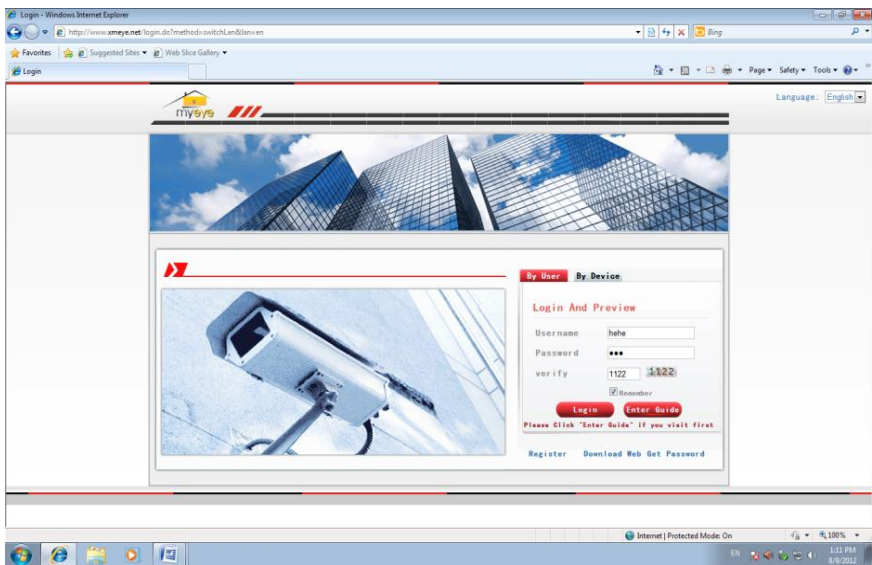 Login - Windows Internet Explorer
http://www.xmeye.net/login.do?method=switchLan&lan=en
Bing
Favorites Suggested Sites Web Slice Gallery
Login
Page Safety Tools
Language: English
myeye
By User By Device
Login And Preview
Username hehe
Password •••
verify 1122 1122
Remember
Login Enter Guide
Please Click "Enter Guide" if you visit first
Register Download Web Get Password
Internet | Protected Mode: On 100%
EN 1:11 PM
8/9/2012